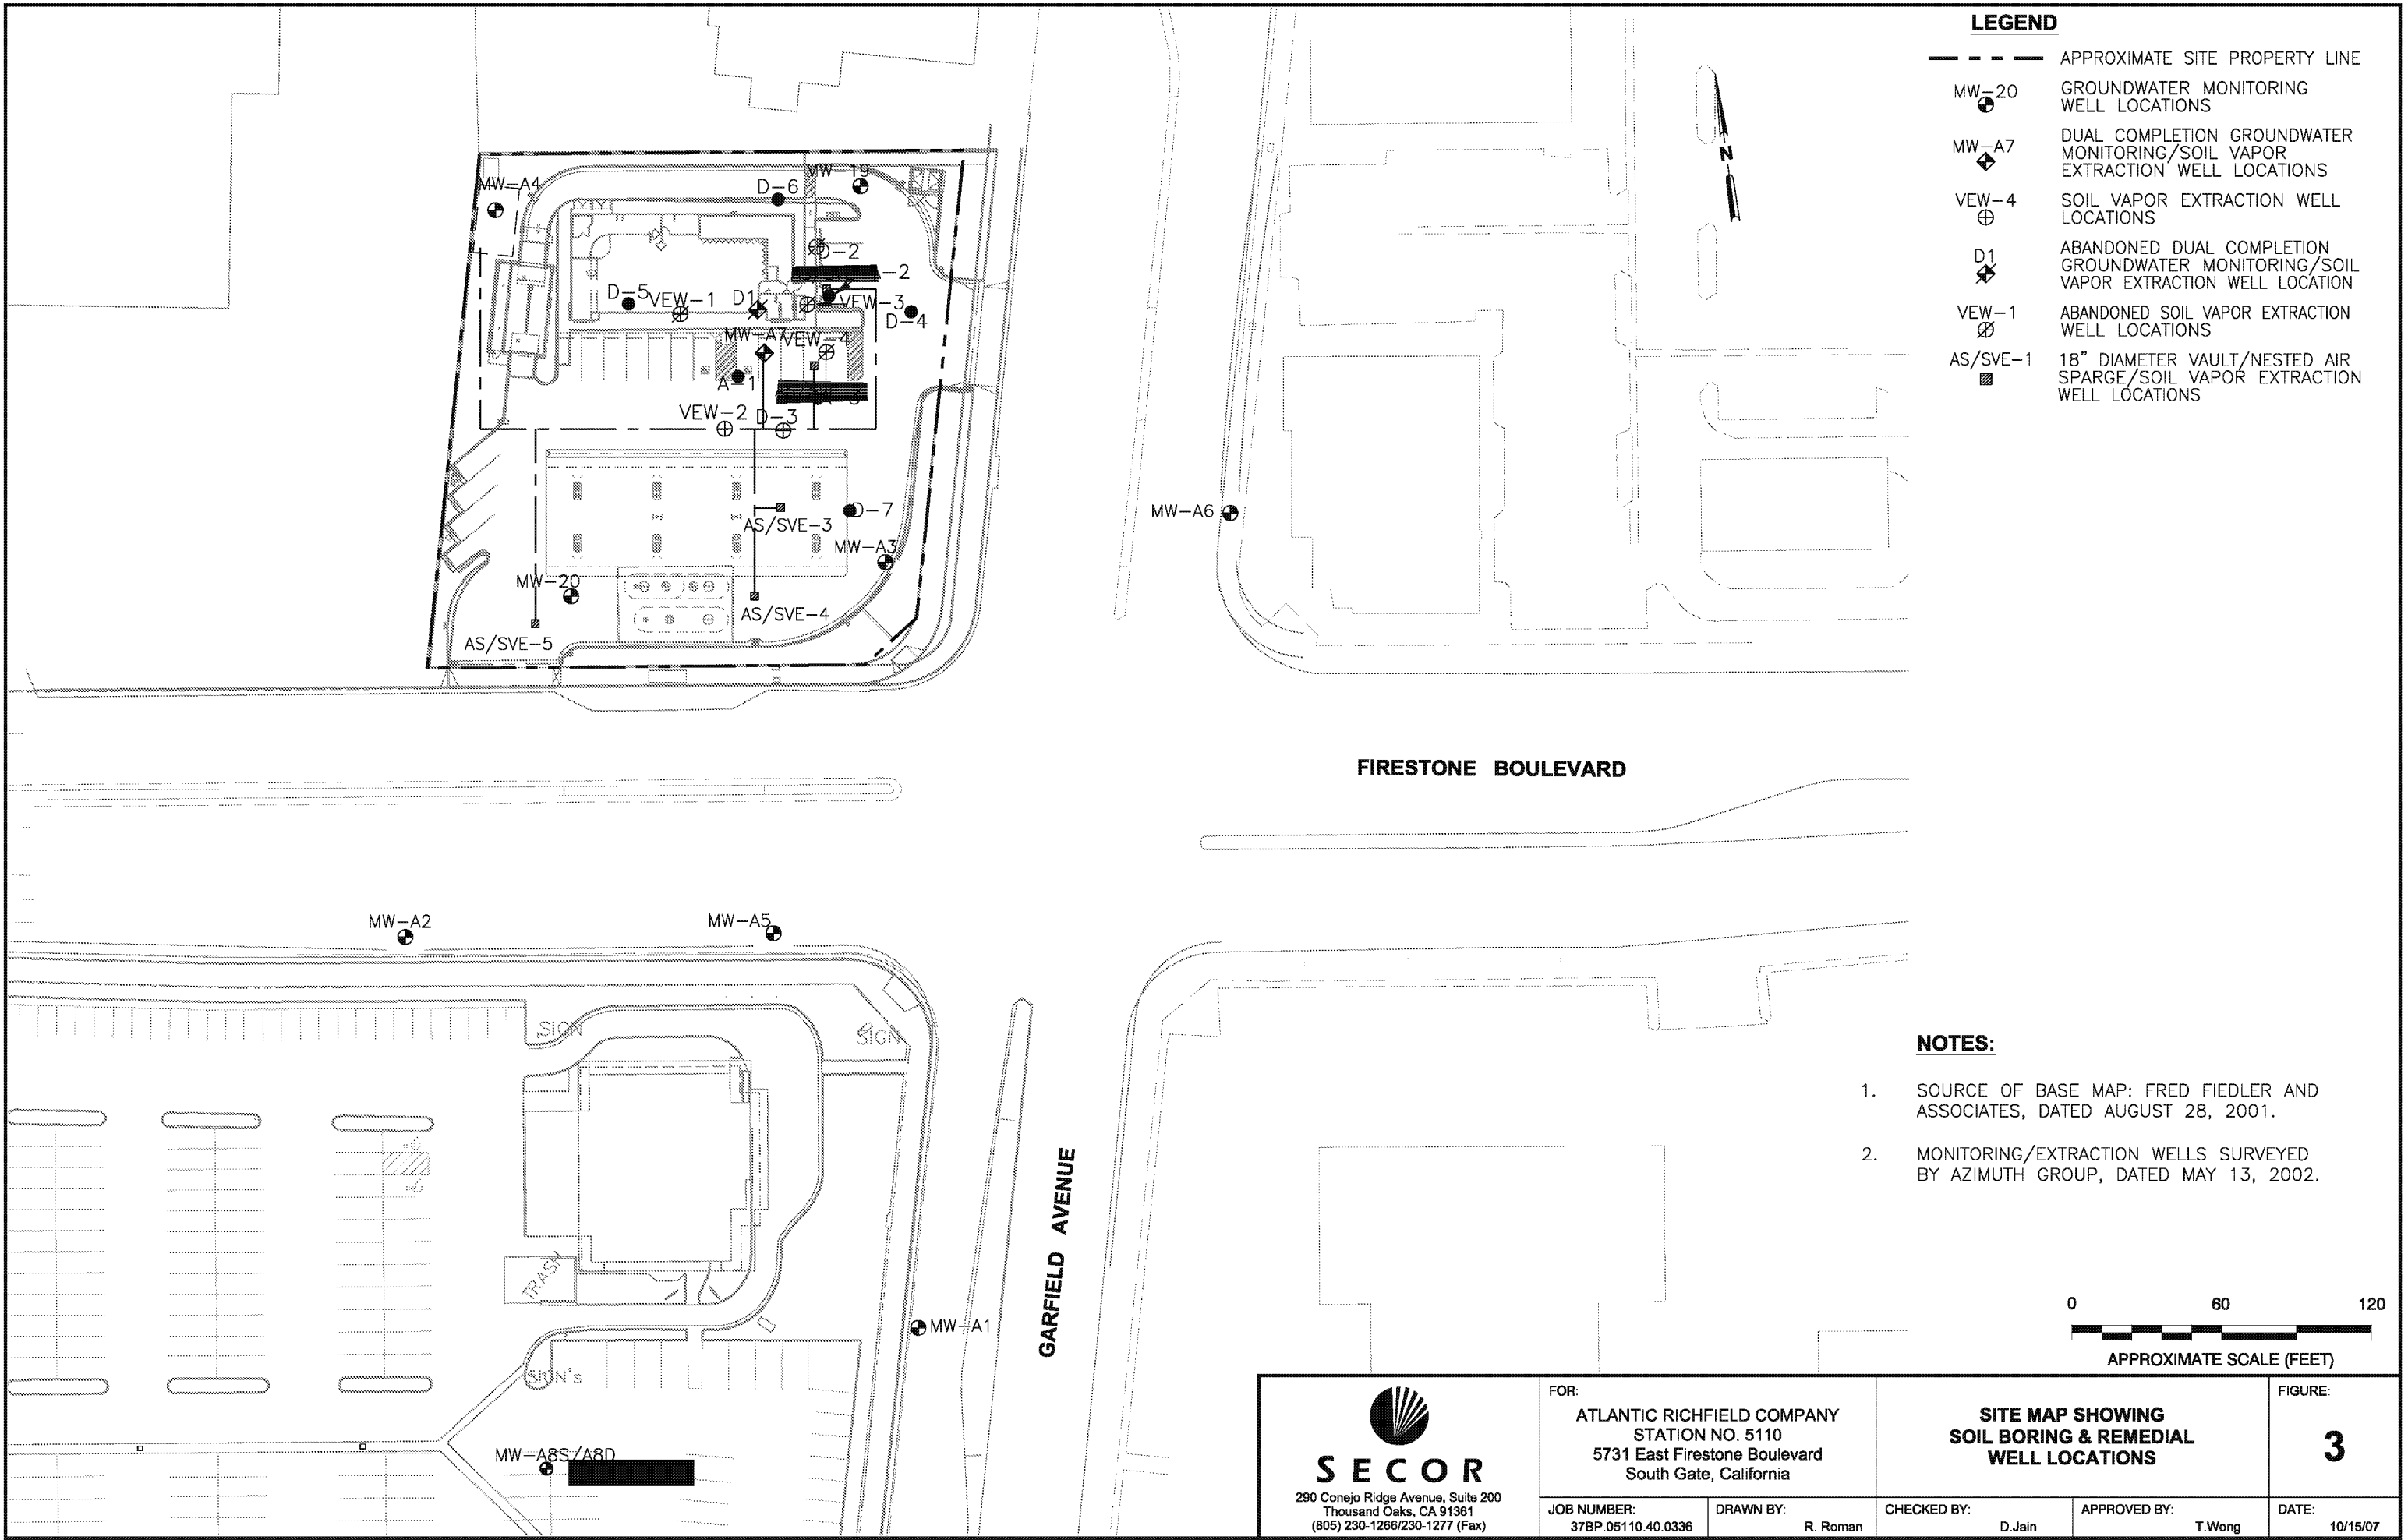 LEGEND
APPROXIMATE SITE PROPERTY LINE
MW-20
GROUNDWATER MONITORING
WELL LOCATIONS
MW-A7
DUAL COMPLETION GROUNDWATER
MONITORING/SOIL VAPOR
EXTRACTION WELL LOCATIONS
VEW-4
SOIL VAPOR EXTRACTION WELL
LOCATIONS
D1
ABANDONED DUAL COMPLETION
GROUNDWATER MONITORING/SOIL
VAPOR EXTRACTION WELL LOCATION
VEW-1
ABANDONED SOIL VAPOR EXTRACTION
WELL LOCATIONS
AS/SVE-1
18" DIAMETER VAULT/NESTED AIR
SPARGE/SOIL VAPOR EXTRACTION
WELL LOCATIONS
N
MW-A4
D-6
MW-19
D-2
-2
D-5
VEW-1
D1
VEW-3
D-4
MW-A7
VEW-4
A-1
VEW-2
D-3
AS/SVE-3
D-7
MW-A3
MW-20
AS/SVE-4
AS/SVE-5
MW-A6
FIRESTONE BOULEVARD
MW-A2
MW-A5
SIGN
SIGN
TRASH
SIGN's
MW-A1
GARFIELD AVENUE
MW-A8S/A8D
NOTES:
1. SOURCE OF BASE MAP: FRED FIEDLER AND
ASSOCIATES, DATED AUGUST 28, 2001.
2. MONITORING/EXTRACTION WELLS SURVEYED
BY AZIMUTH GROUP, DATED MAY 13, 2002.
0 60 120
APPROXIMATE SCALE (FEET)
SECOR
290 Conejo Ridge Avenue, Suite 200
Thousand Oaks, CA 91361
(805) 230-1266/230-1277 (Fax)
FOR:
ATLANTIC RICHFIELD COMPANY
STATION NO. 5110
5731 East Firestone Boulevard
South Gate, California
JOB NUMBER:
37BP.05110.40.0336
DRAWN BY:
R. Roman
SITE MAP SHOWING
SOIL BORING & REMEDIAL
WELL LOCATIONS
CHECKED BY:
D.Jain
APPROVED BY:
T.Wong
FIGURE:
3
DATE:
10/15/07